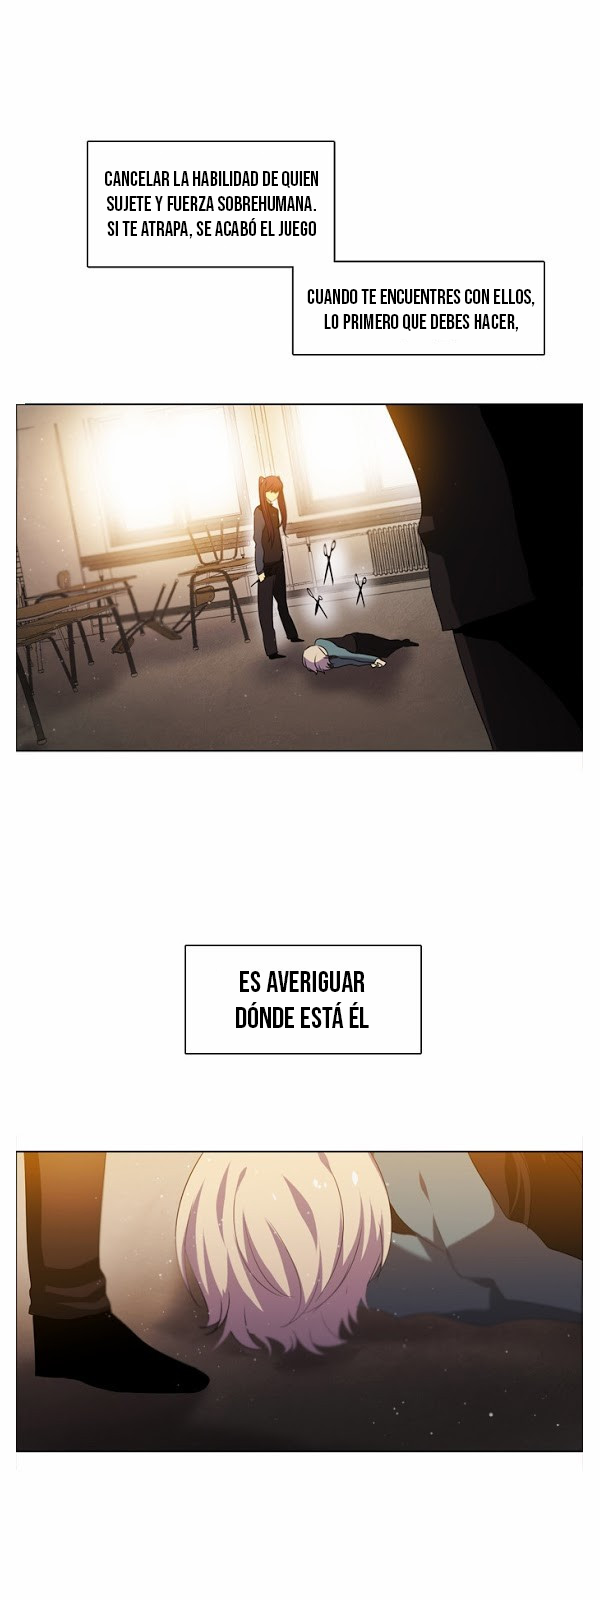 CANCELAR LA HABILIDAD DE QUIEN
SUJETE Y FUERZA SOBREHUMANA.
SI TE ATRAPA, SE ACABÓ EL JUEGO
CUANDO TE ENCUENTRES CON ELLOS,
LO PRIMERO QUE DEBES HACER,
ES AVERIGUAR
DÓNDE ESTÁ ÉL